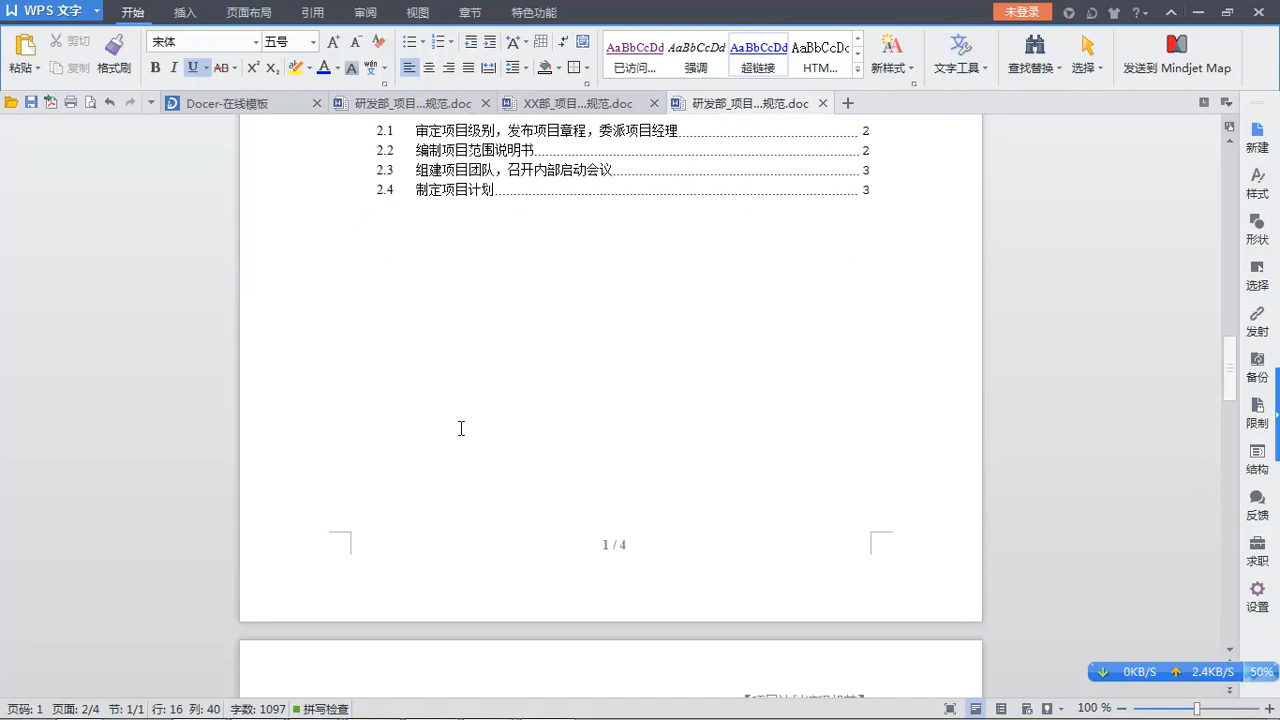 WPS 文字
开始 插入 页面布局 引用 审阅 视图 章节 特色功能 未登录
粘贴 剪切 复制 格式刷 宋体 五号
B I U AB X² X₂ A A
AaBbCcDd AaBbCcDd AaBbCcDd AaBbCcDc
已访问... 强调 超链接 HTM...
新样式 文字工具 查找替换 选择 发送到 Mindjet Map
Docer-在线模板 研发部_项目...规范.doc XX部_项目...规范.doc 研发部_项目...规范.doc
2.1 审定项目级别，发布项目章程，委派项目经理 2
2.2 编制项目范围说明书 2
2.3 组建项目团队，召开内部启动会议 3
2.4 制定项目计划 3
1 / 4
新建
样式
形状
选择
发射
备份
限制
结构
反馈
求职
设置
0KB/S 2.4KB/S 50%
页码: 1 页面: 2/4 节: 1/1 行: 16 列: 40 字数: 1097 拼写检查 100 %